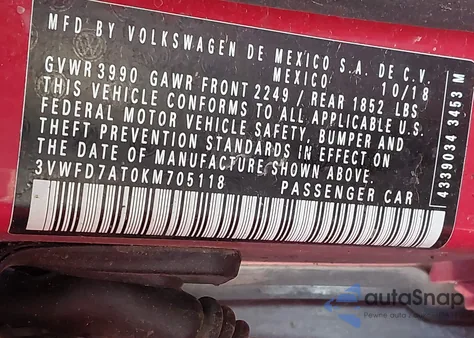 MFD BY VOLKSWAGEN DE MEXICO S.A. DE C.V.
MEXICO 10/18
GVWR 3990 GAWR FRONT 2249 / REAR 1852 LBS
THIS VEHICLE CONFORMS TO ALL APPLICABLE U.S.
FEDERAL MOTOR VEHICLE SAFETY, BUMPER AND
THEFT PREVENTION STANDARDS IN EFFECT ON
THE DATE OF MANUFACTURE SHOWN ABOVE.
3VWFD7AT0KM705118 PASSENGER CAR
4339034 3453 M
autoSnap